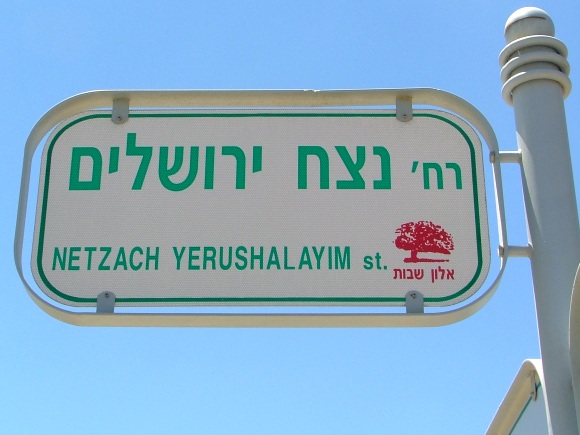 רח' נצח ירושלים
NETZACH YERUSHALAYIM st.
אלון שבות